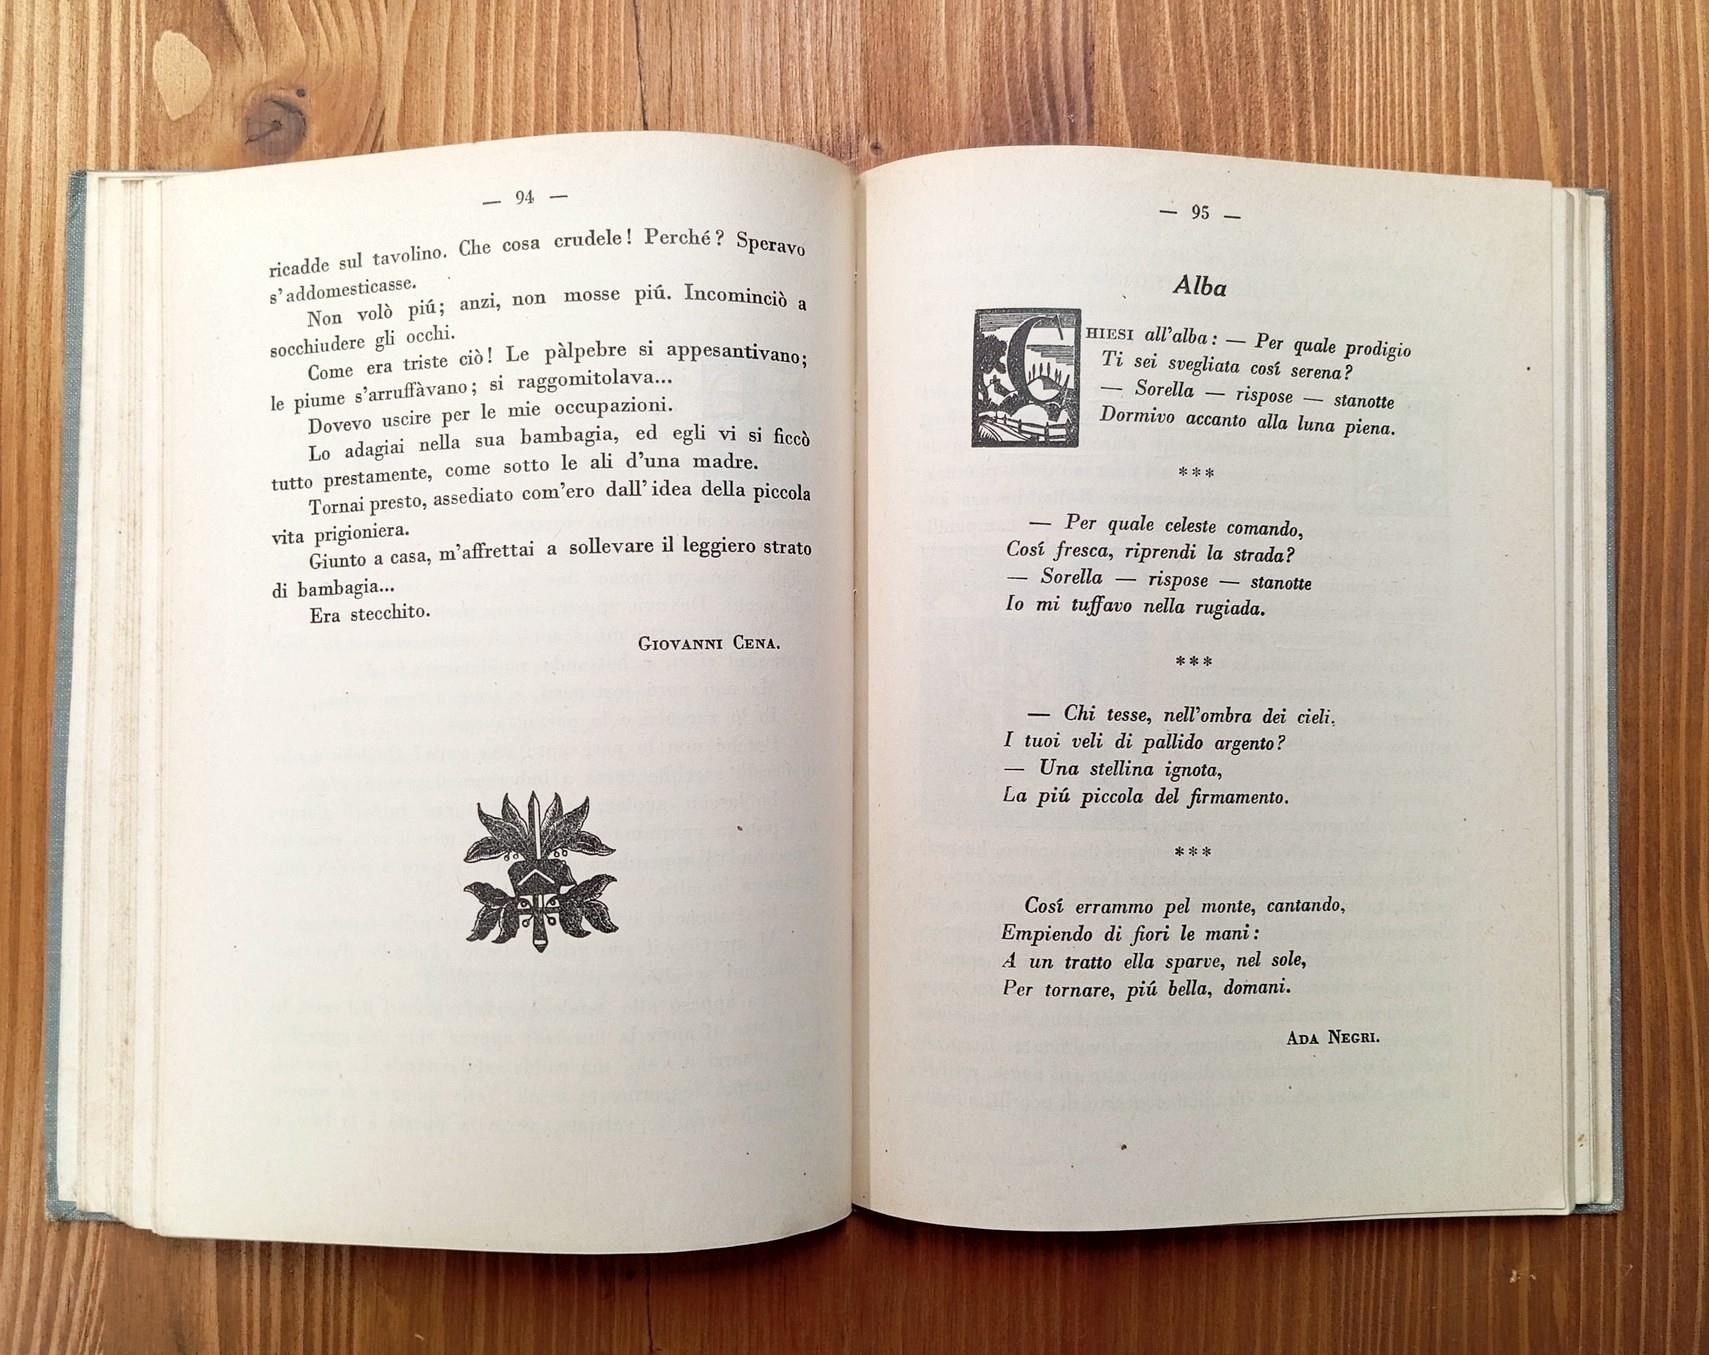 — 94 —
ricadde sul tavolino. Che cosa crudele! Perché? Speravo
s'addomesticasse.
Non volò piú; anzi, non mosse piú. Incominciò a
socchiudere gli occhi.
Come era triste ciò! Le pàlpebre si appesantivano;
le piume s'arruffàvano; si raggomitolava...
Dovevo uscire per le mie occupazioni.
Lo adagiai nella sua bambagia, ed egli vi si ficcò
tutto prestamente, come sotto le ali d'una madre.
Tornai presto, assediato com'ero dall'idea della piccola
vita prigioniera.
Giunto a casa, m'affrettai a sollevare il leggiero strato
di bambagia...
Era stecchito.
Giovanni Cena.
— 95 —
Alba
CHIESI all'alba: — Per quale prodigio
Ti sei svegliata cosí serena?
— Sorella — rispose — stanotte
Dormivo accanto alla luna piena.
***
— Per quale celeste comando,
Cosí fresca, riprendi la strada?
— Sorella — rispose — stanotte
Io mi tuffavo nella rugiada.
***
— Chi tesse, nell'ombra dei cieli,
I tuoi veli di pallido argento?
— Una stellina ignota,
La piú piccola del firmamento.
***
Cosí errammo pel monte, cantando,
Empiendo di fiori le mani:
A un tratto ella sparve, nel sole,
Per tornare, piú bella, domani.
Ada Negri.